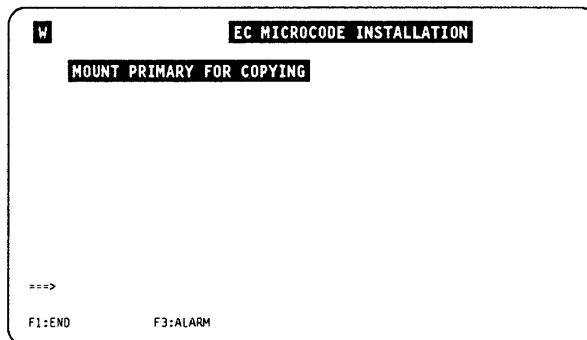 W EC MICROCODE INSTALLATION
MOUNT PRIMARY FOR COPYING
===>
F1:END F3:ALARM